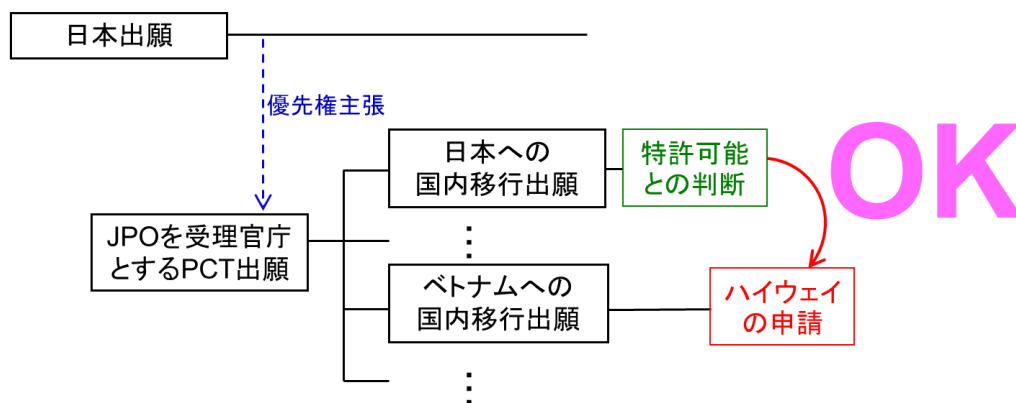 日本出願
優先権主張
日本への
国内移行出願
特許可能
との判断
OK
JPOを受理官庁
とするPCT出願
⋮
ベトナムへの
国内移行出願
ハイウェイ
の申請
⋮